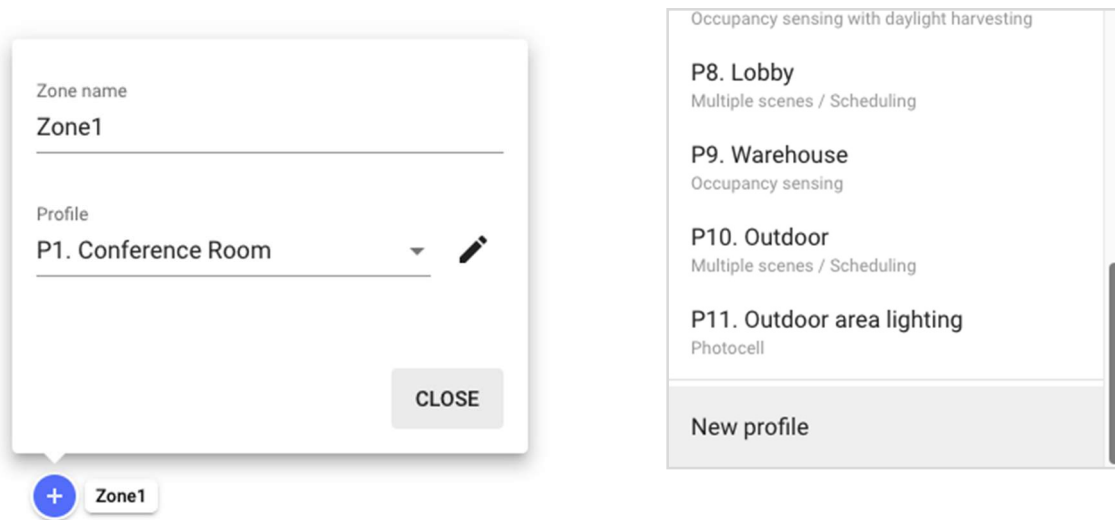 Zone name
Zone1
Profile
P1. Conference Room
CLOSE
Zone1
Occupancy sensing with daylight harvesting
P8. Lobby
Multiple scenes / Scheduling
P9. Warehouse
Occupancy sensing
P10. Outdoor
Multiple scenes / Scheduling
P11. Outdoor area lighting
Photocell
New profile